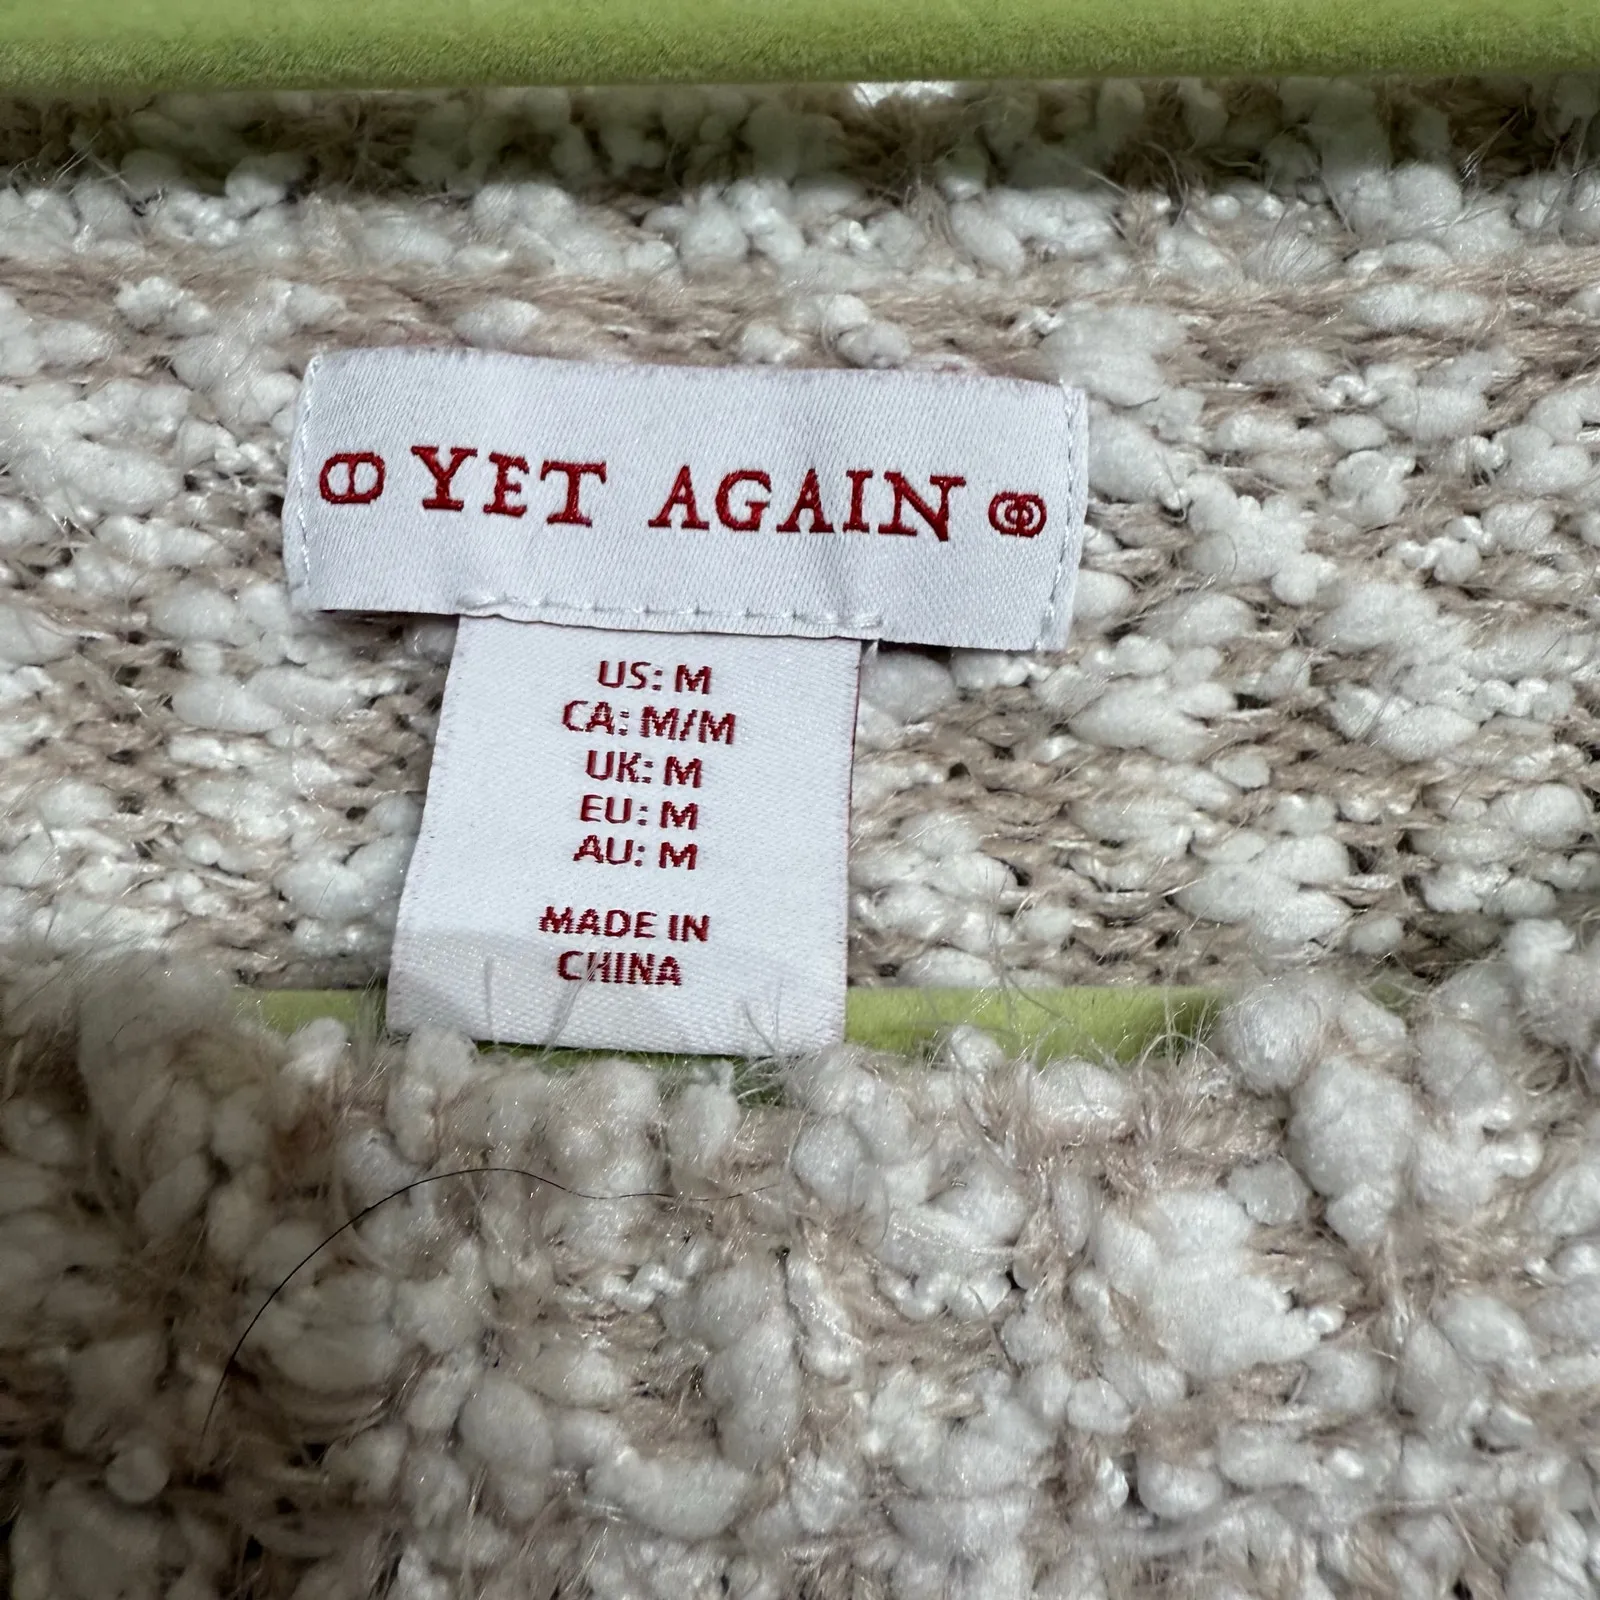 YET AGAIN
US: M
CA: M/M
UK: M
EU: M
AU: M
MADE IN
CHINA